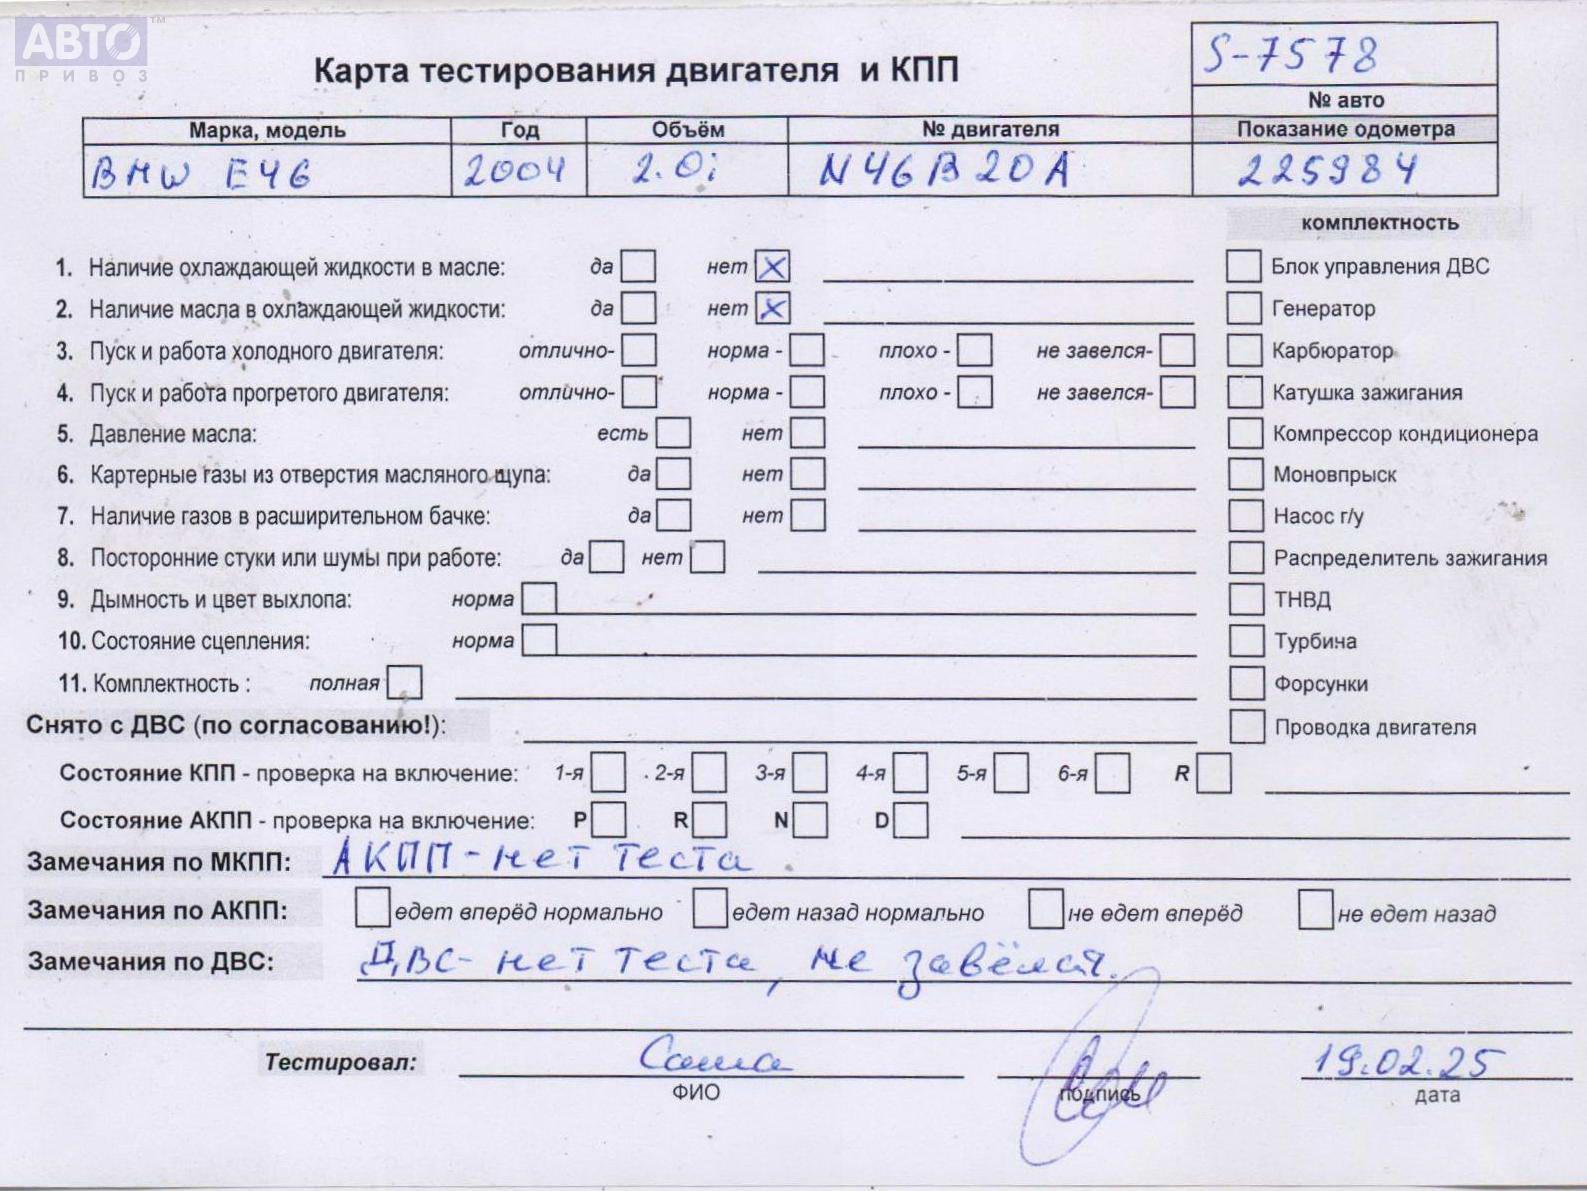 АВТО™
ПРИВОЗ
Карта тестирования двигателя и КПП
S-7578
№ авто
Марка, модель Год Объём № двигателя Показание одометра
BMW E46 2004 2.0i N46B20A 225984
комплектность
1. Наличие охлаждающей жидкости в масле: да нет X Блок управления ДВС
2. Наличие масла в охлаждающей жидкости: да нет X Генератор
3. Пуск и работа холодного двигателя: отлично- норма - плохо - не завелся- Карбюратор
4. Пуск и работа прогретого двигателя: отлично- норма - плохо - не завелся- Катушка зажигания
5. Давление масла: есть нет Компрессор кондиционера
6. Картерные газы из отверстия масляного щупа: да нет Моновпрыск
7. Наличие газов в расширительном бачке: да нет Насос г/у
8. Посторонние стуки или шумы при работе: да нет Распределитель зажигания
9. Дымность и цвет выхлопа: норма ТНВД
10. Состояние сцепления: норма Турбина
11. Комплектность : полная Форсунки
Снято с ДВС (по согласованию!): Проводка двигателя
Состояние КПП - проверка на включение: 1-я 2-я 3-я 4-я 5-я 6-я R
Состояние АКПП - проверка на включение: P R N D
Замечания по МКПП: АКПП - нет теста
Замечания по АКПП: едет вперёд нормально едет назад нормально не едет вперёд не едет назад
Замечания по ДВС: ДВС - нет теста, не завёлся.
Тестировал: Саша 19.02.25
ФИО подпись дата